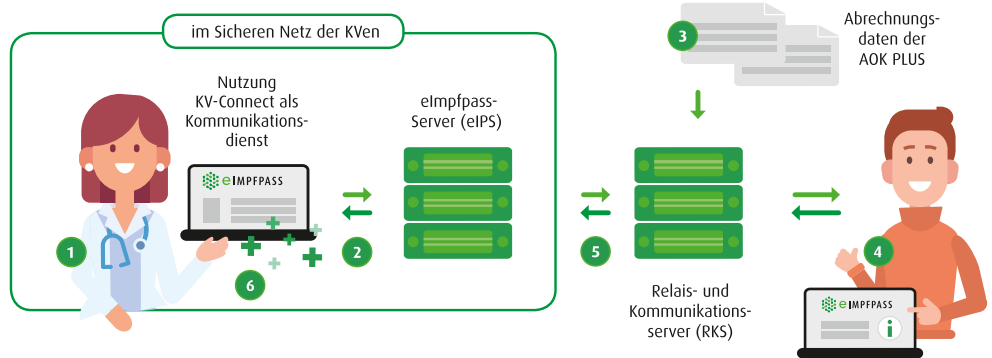 im Sicheren Netz der KVen
Nutzung
KV-Connect als
Kommunikations-
dienst
eImpfpass-
Server (eIPS)
3
Abrechnungs-
daten der
AOK PLUS
eIMPFPASS
1
2
5
4
6
Relais- und
Kommunikations-
server (RKS)
eIMPFPASS
i